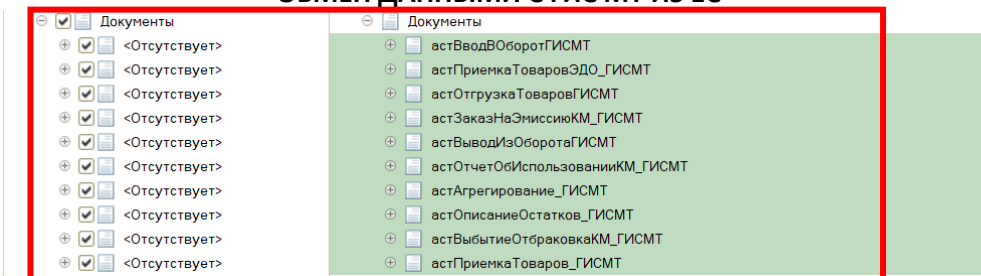 Документы Документы
<Отсутствует> астВводВОборотГИСМТ
<Отсутствует> астПриемкаТоваровЭДО_ГИСМТ
<Отсутствует> астОтгрузкаТоваровГИСМТ
<Отсутствует> астЗаказНаЭмиссиюКМ_ГИСМТ
<Отсутствует> астВыводИзОборотаГИСМТ
<Отсутствует> астОтчетОбИспользованииКМ_ГИСМТ
<Отсутствует> астАгрегирование_ГИСМТ
<Отсутствует> астОписаниеОстатков_ГИСМТ
<Отсутствует> астВыбытиеОтбраковкаКМ_ГИСМТ
<Отсутствует> астПриемкаТоваров_ГИСМТ